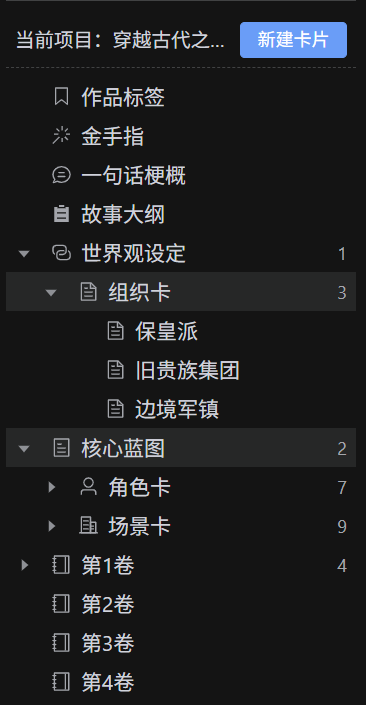 当前项目：穿越古代之... 新建卡片
作品标签
金手指
一句话梗概
故事大纲
世界观设定 1
组织卡 3
保皇派
旧贵族集团
边境军镇
核心蓝图 2
角色卡 7
场景卡 9
第1卷 4
第2卷
第3卷
第4卷